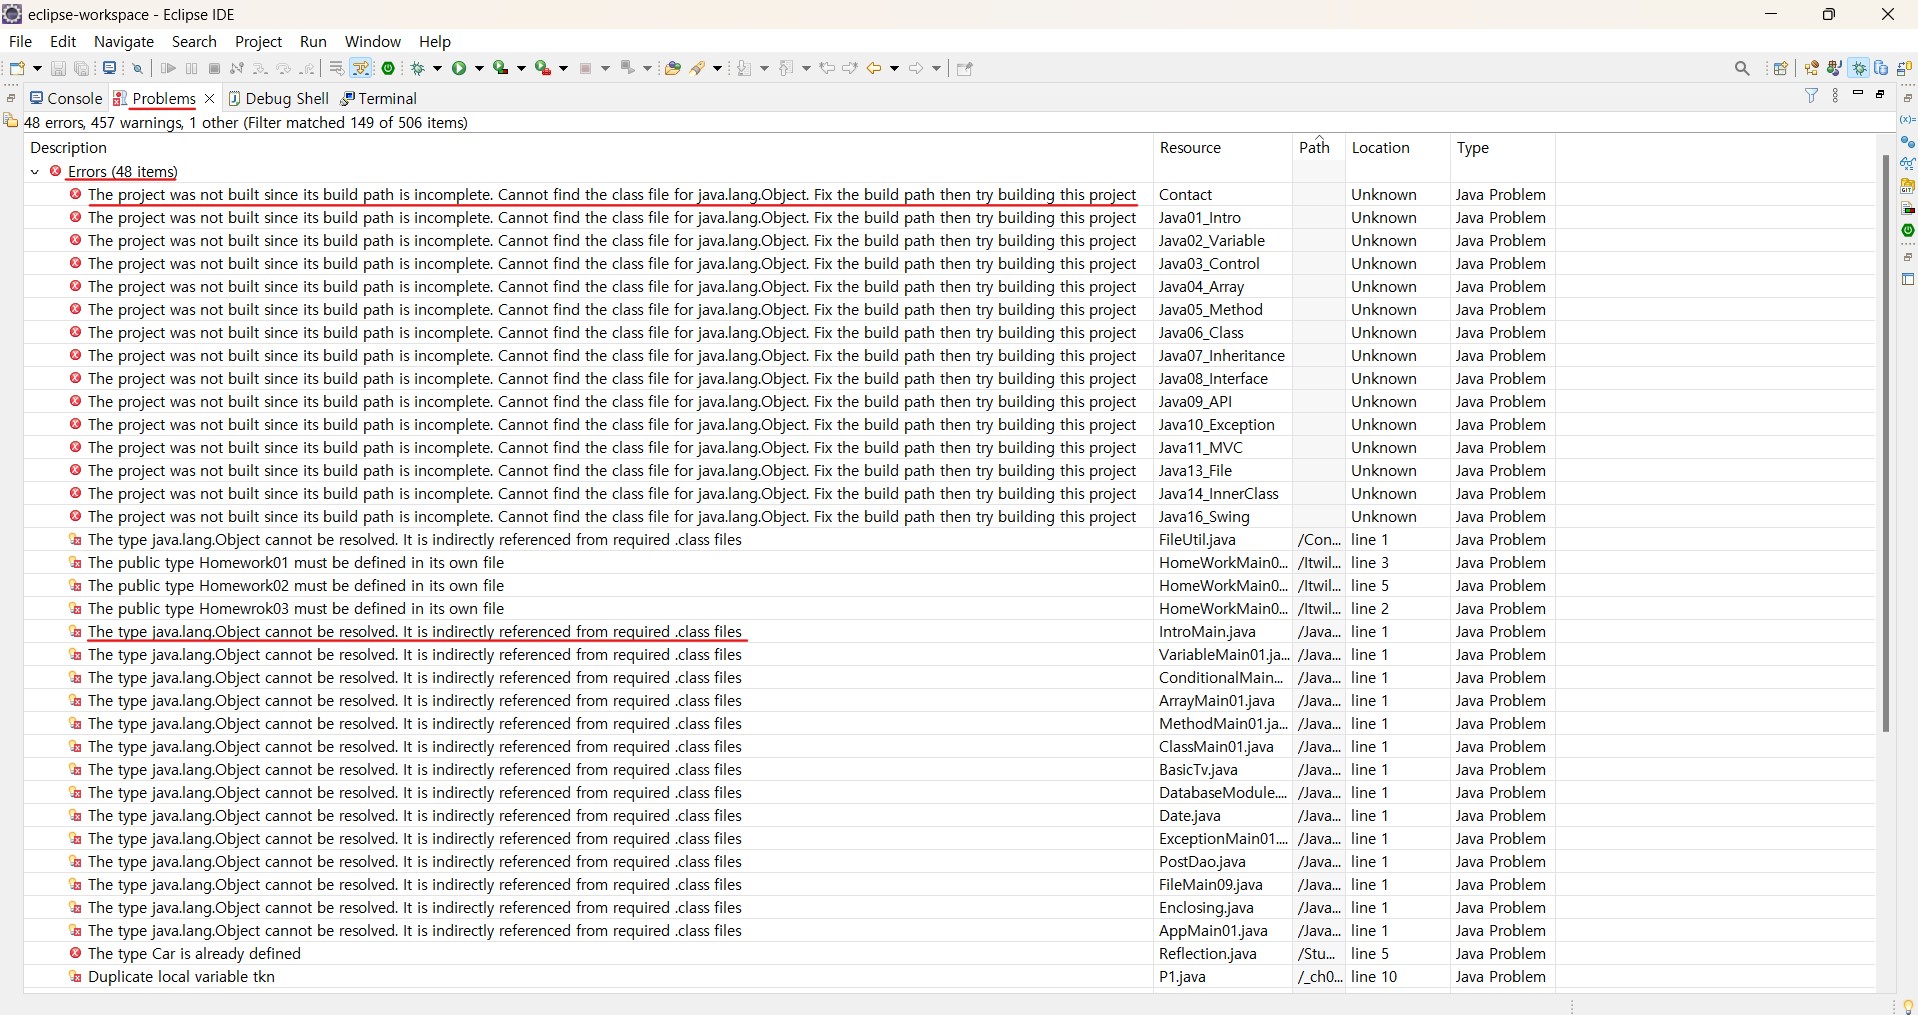 eclipse-workspace - Eclipse IDE
File Edit Navigate Search Project Run Window Help
Console Problems Debug Shell Terminal
48 errors, 457 warnings, 1 other (Filter matched 149 of 506 items)
Description Resource Path Location Type
Errors (48 items)
The project was not built since its build path is incomplete. Cannot find the class file for java.lang.Object. Fix the build path then try building this project Contact Unknown Java Problem
The project was not built since its build path is incomplete. Cannot find the class file for java.lang.Object. Fix the build path then try building this project Java01_Intro Unknown Java Problem
The project was not built since its build path is incomplete. Cannot find the class file for java.lang.Object. Fix the build path then try building this project Java02_Variable Unknown Java Problem
The project was not built since its build path is incomplete. Cannot find the class file for java.lang.Object. Fix the build path then try building this project Java03_Control Unknown Java Problem
The project was not built since its build path is incomplete. Cannot find the class file for java.lang.Object. Fix the build path then try building this project Java04_Array Unknown Java Problem
The project was not built since its build path is incomplete. Cannot find the class file for java.lang.Object. Fix the build path then try building this project Java05_Method Unknown Java Problem
The project was not built since its build path is incomplete. Cannot find the class file for java.lang.Object. Fix the build path then try building this project Java06_Class Unknown Java Problem
The project was not built since its build path is incomplete. Cannot find the class file for java.lang.Object. Fix the build path then try building this project Java07_Inheritance Unknown Java Problem
The project was not built since its build path is incomplete. Cannot find the class file for java.lang.Object. Fix the build path then try building this project Java08_Interface Unknown Java Problem
The project was not built since its build path is incomplete. Cannot find the class file for java.lang.Object. Fix the build path then try building this project Java09_API Unknown Java Problem
The project was not built since its build path is incomplete. Cannot find the class file for java.lang.Object. Fix the build path then try building this project Java10_Exception Unknown Java Problem
The project was not built since its build path is incomplete. Cannot find the class file for java.lang.Object. Fix the build path then try building this project Java11_MVC Unknown Java Problem
The project was not built since its build path is incomplete. Cannot find the class file for java.lang.Object. Fix the build path then try building this project Java13_File Unknown Java Problem
The project was not built since its build path is incomplete. Cannot find the class file for java.lang.Object. Fix the build path then try building this project Java14_InnerClass Unknown Java Problem
The project was not built since its build path is incomplete. Cannot find the class file for java.lang.Object. Fix the build path then try building this project Java16_Swing Unknown Java Problem
The type java.lang.Object cannot be resolved. It is indirectly referenced from required .class files FileUtil.java /Con... line 1 Java Problem
The public type Homework01 must be defined in its own file HomeWorkMain0... /Itwil... line 3 Java Problem
The public type Homework02 must be defined in its own file HomeWorkMain0... /Itwil... line 5 Java Problem
The public type Homewrok03 must be defined in its own file HomeWorkMain0... /Itwil... line 2 Java Problem
The type java.lang.Object cannot be resolved. It is indirectly referenced from required .class files IntroMain.java /Java... line 1 Java Problem
The type java.lang.Object cannot be resolved. It is indirectly referenced from required .class files VariableMain01.ja... /Java... line 1 Java Problem
The type java.lang.Object cannot be resolved. It is indirectly referenced from required .class files ConditionalMain... /Java... line 1 Java Problem
The type java.lang.Object cannot be resolved. It is indirectly referenced from required .class files ArrayMain01.java /Java... line 1 Java Problem
The type java.lang.Object cannot be resolved. It is indirectly referenced from required .class files MethodMain01.ja... /Java... line 1 Java Problem
The type java.lang.Object cannot be resolved. It is indirectly referenced from required .class files ClassMain01.java /Java... line 1 Java Problem
The type java.lang.Object cannot be resolved. It is indirectly referenced from required .class files BasicTv.java /Java... line 1 Java Problem
The type java.lang.Object cannot be resolved. It is indirectly referenced from required .class files DatabaseModule.... /Java... line 1 Java Problem
The type java.lang.Object cannot be resolved. It is indirectly referenced from required .class files Date.java /Java... line 1 Java Problem
The type java.lang.Object cannot be resolved. It is indirectly referenced from required .class files ExceptionMain01.... /Java... line 1 Java Problem
The type java.lang.Object cannot be resolved. It is indirectly referenced from required .class files PostDao.java /Java... line 1 Java Problem
The type java.lang.Object cannot be resolved. It is indirectly referenced from required .class files FileMain09.java /Java... line 1 Java Problem
The type java.lang.Object cannot be resolved. It is indirectly referenced from required .class files Enclosing.java /Java... line 1 Java Problem
The type java.lang.Object cannot be resolved. It is indirectly referenced from required .class files AppMain01.java /Java... line 1 Java Problem
The type Car is already defined Reflection.java /Stu... line 5 Java Problem
Duplicate local variable tkn P1.java /_ch0... line 10 Java Problem